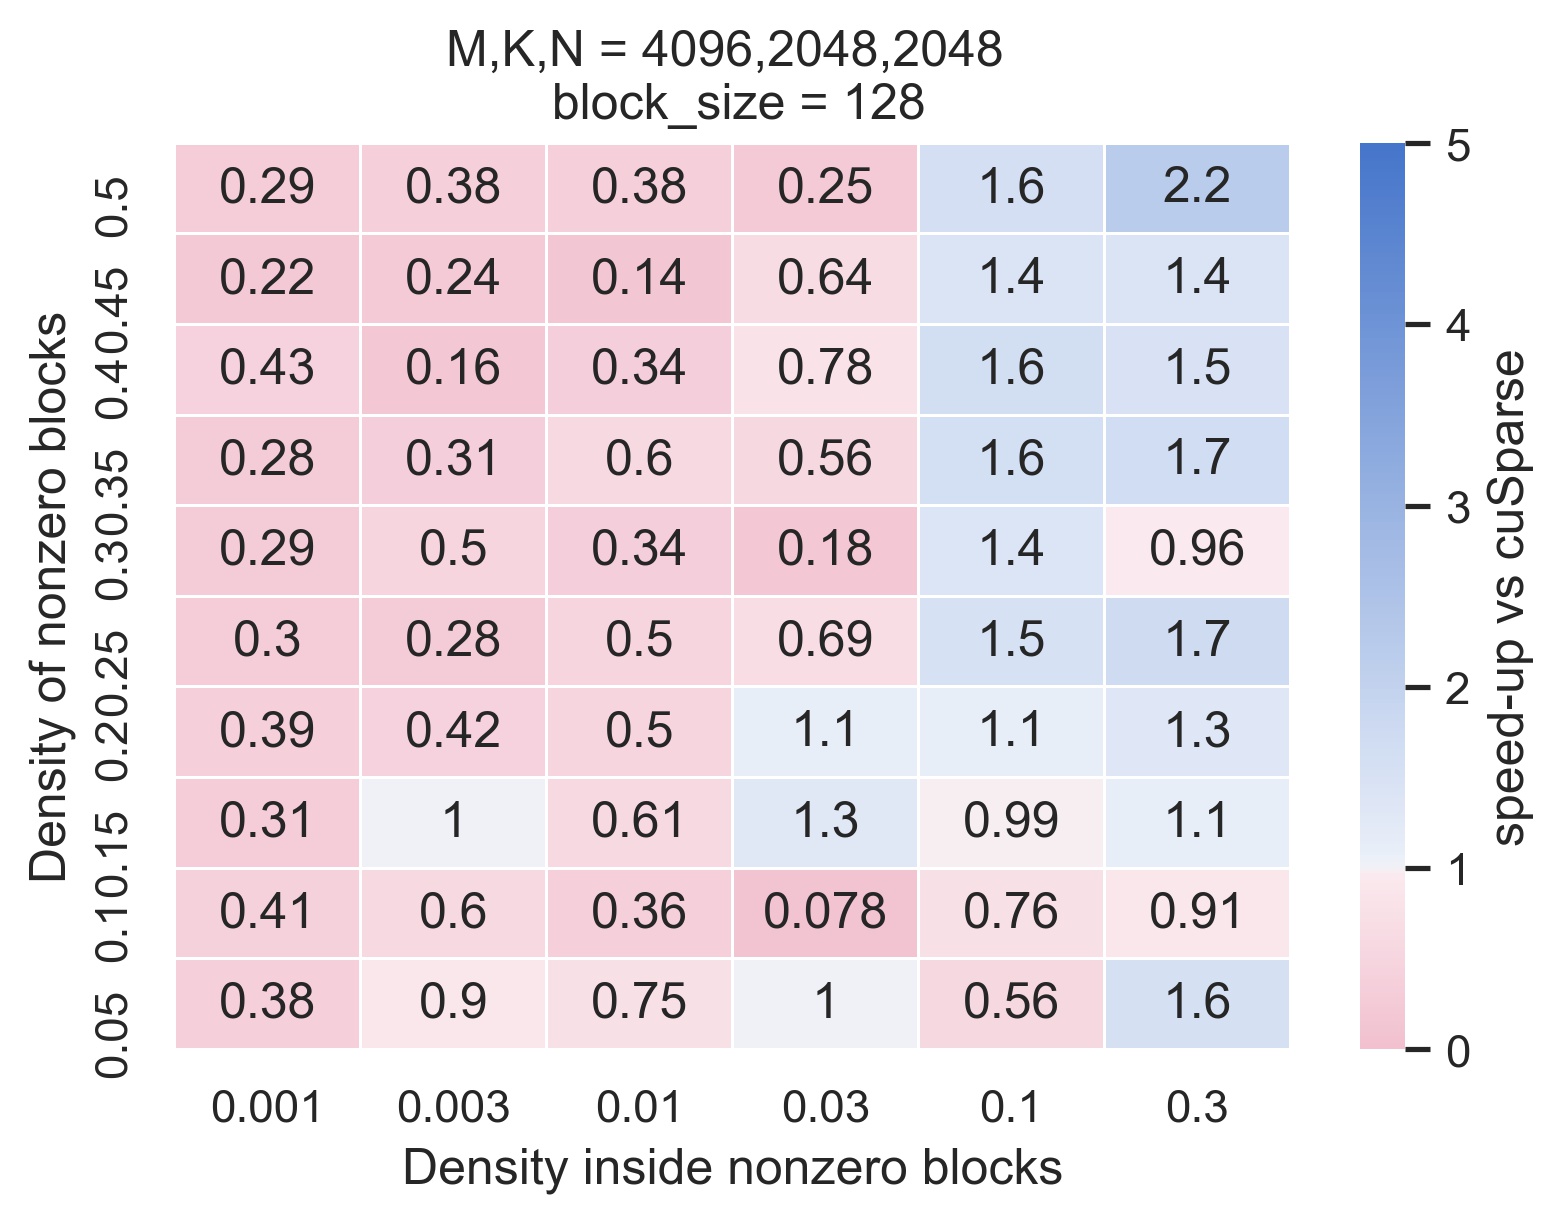 M,K,N = 4096,2048,2048
block_size = 128
Density of nonzero blocks
0.5 0.29 0.38 0.38 0.25 1.6 2.2
0.45 0.22 0.24 0.14 0.64 1.4 1.4
0.4 0.43 0.16 0.34 0.78 1.6 1.5
0.35 0.28 0.31 0.6 0.56 1.6 1.7
0.3 0.29 0.5 0.34 0.18 1.4 0.96
0.25 0.3 0.28 0.5 0.69 1.5 1.7
0.2 0.39 0.42 0.5 1.1 1.1 1.3
0.15 0.31 1 0.61 1.3 0.99 1.1
0.1 0.41 0.6 0.36 0.078 0.76 0.91
0.05 0.38 0.9 0.75 1 0.56 1.6
0.001 0.003 0.01 0.03 0.1 0.3
Density inside nonzero blocks
5
4
3
2
1
0
speed-up vs cuSparse